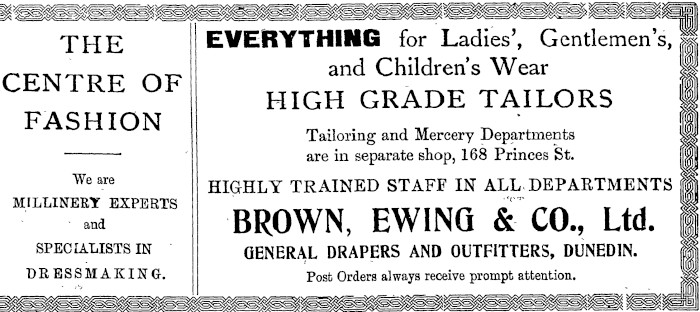 THE
CENTRE OF
FASHION
We are
MILLINERY EXPERTS
and
SPECIALISTS IN
DRESSMAKING.
EVERYTHING for Ladies', Gentlemen's,
and Children's Wear
HIGH GRADE TAILORS
Tailoring and Mercery Departments
are in separate shop, 168 Princes St.
HIGHLY TRAINED STAFF IN ALL DEPARTMENTS
BROWN, EWING & CO., Ltd.
GENERAL DRAPERS AND OUTFITTERS, DUNEDIN.
Post Orders always receive prompt attention.